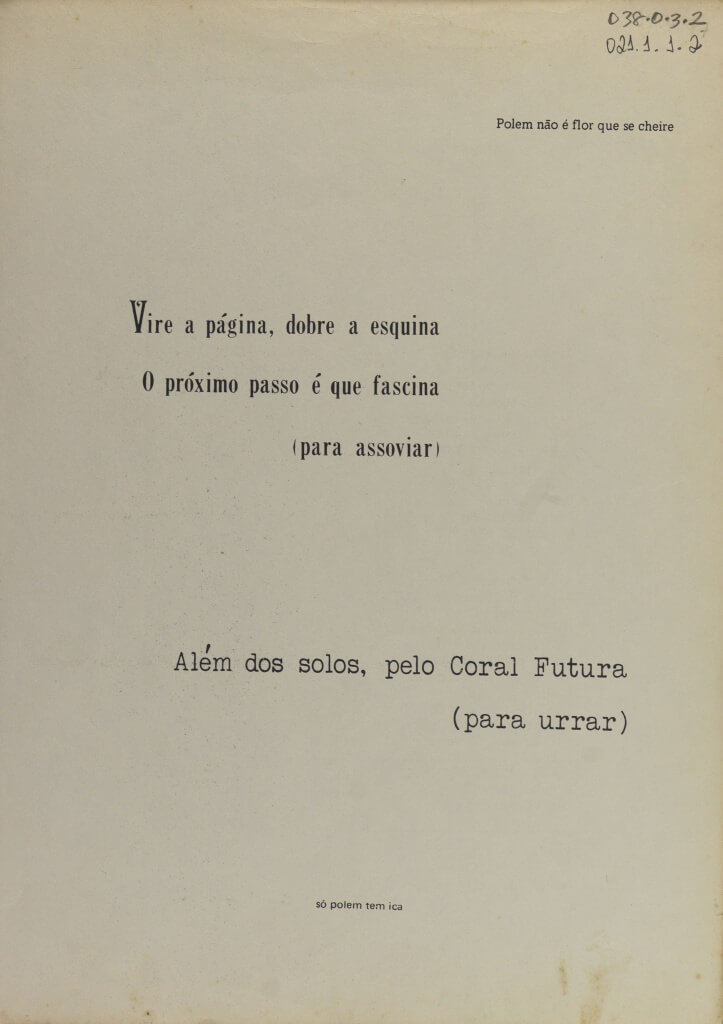 038.0.3.2
021.1.1.2
Polem não é flor que se cheire
Vire a página, dobre a esquina
O próximo passo é que fascina
(para assoviar)
Além dos solos, pelo Coral Futura
(para urrar)
só polem tem ica